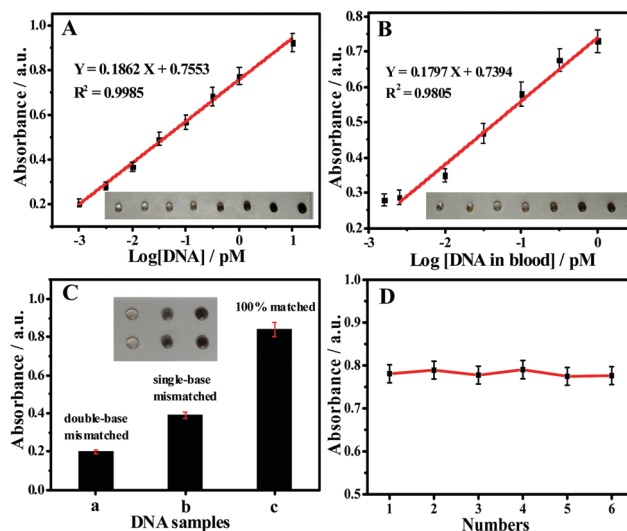 A
Y = 0.1862 X + 0.7553
R² = 0.9985
Absorbance / a.u.
1.0
0.8
0.6
0.4
0.2
-3 -2 -1 0 1
Log[DNA] / pM
B
Y = 0.1797 X + 0.7394
R² = 0.9805
Absorbance / a.u.
0.8
0.7
0.6
0.5
0.4
0.3
0.2
-2 -1 0
Log [DNA in blood] / pM
C
100% matched
single-base
mismatched
double-base
mismatched
Absorbance / a.u.
1.0
0.8
0.6
0.4
0.2
0.0
a b c
DNA samples
D
Absorbance / a.u.
1.0
0.9
0.8
0.7
0.6
0.5
1 2 3 4 5 6
Numbers